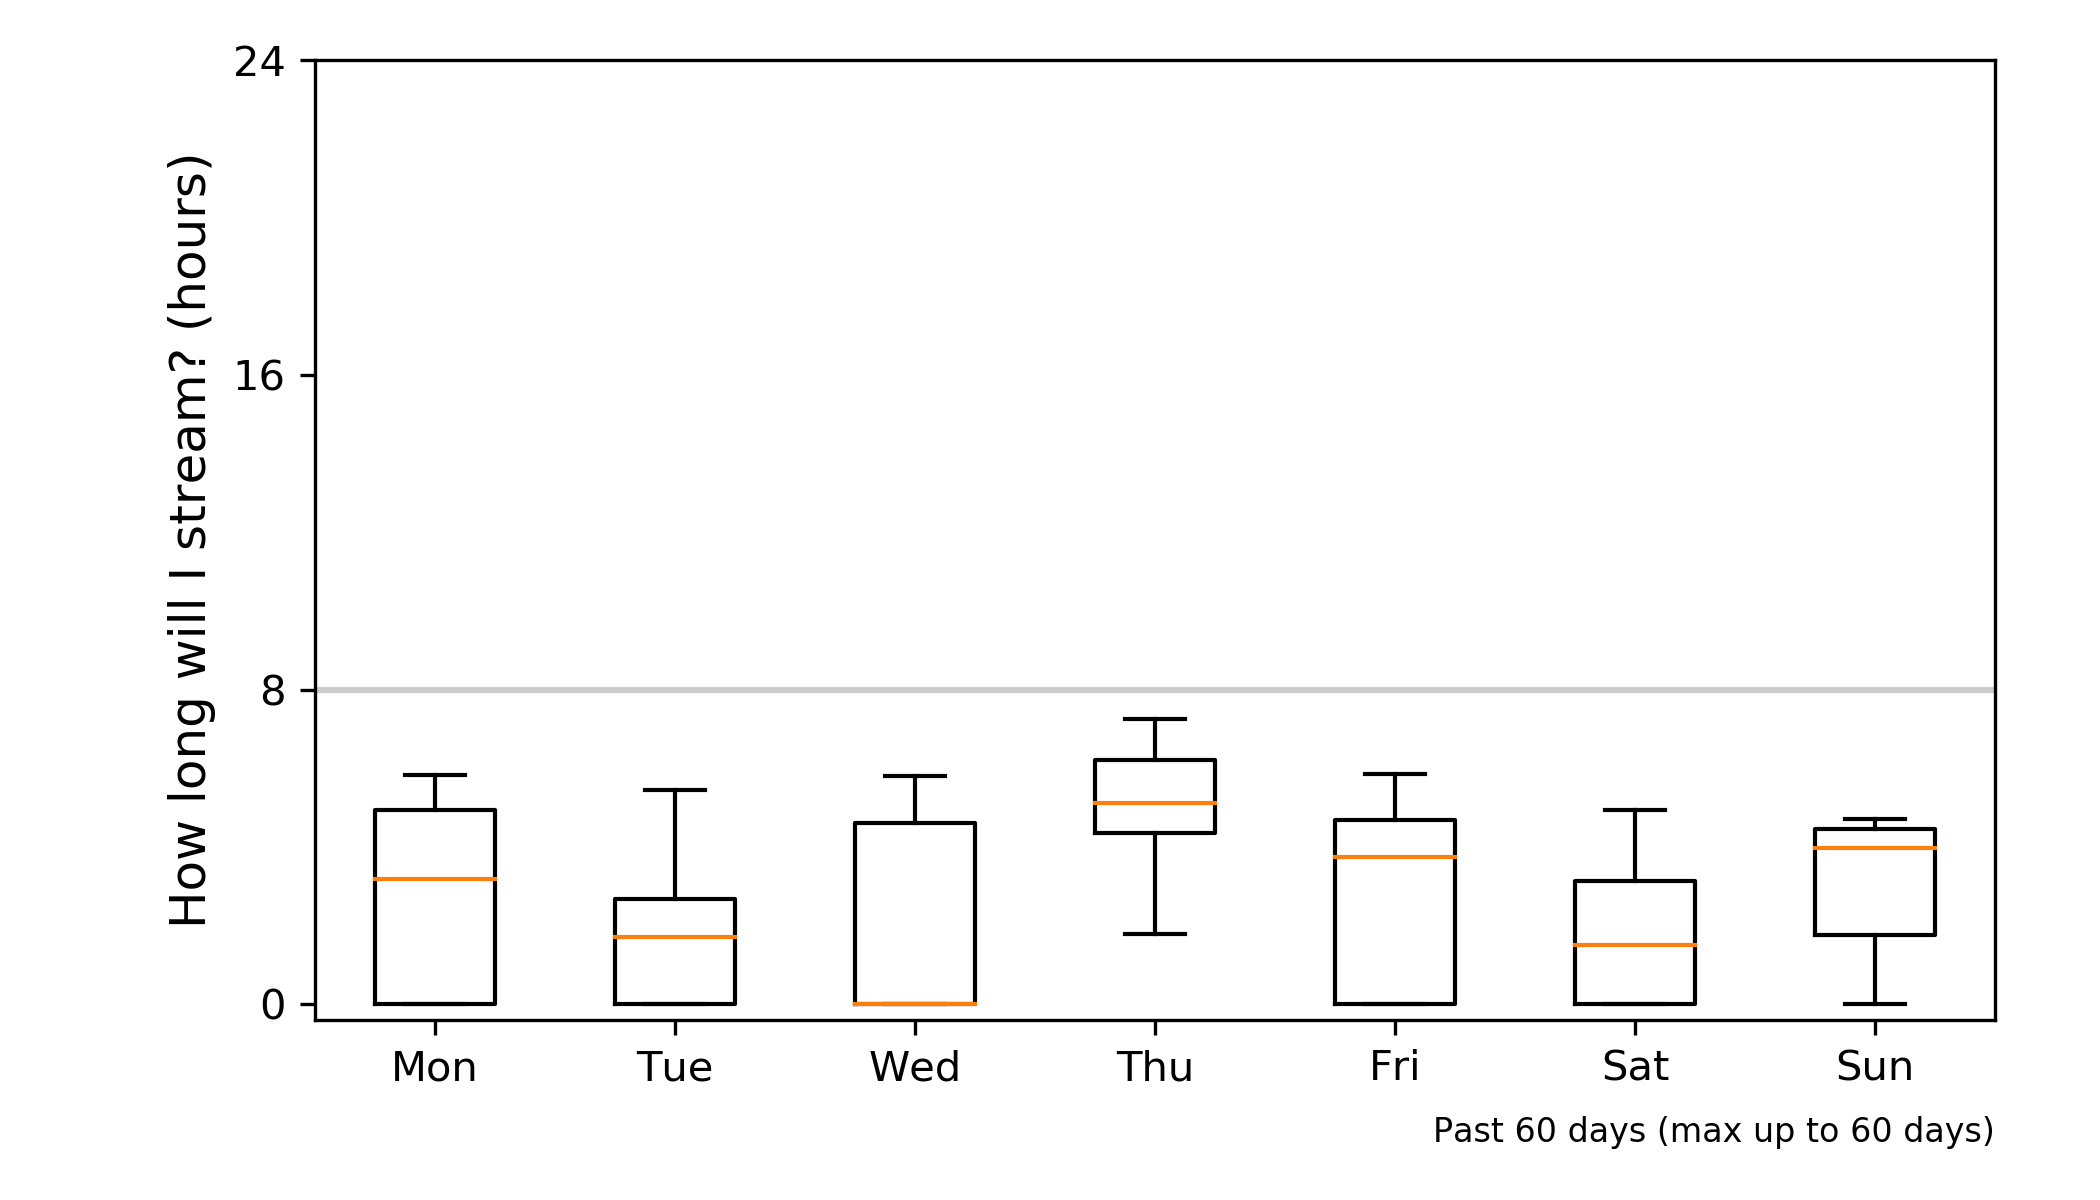 How long will I stream? (hours)
24
16
8
0
Mon Tue Wed Thu Fri Sat Sun
Past 60 days (max up to 60 days)